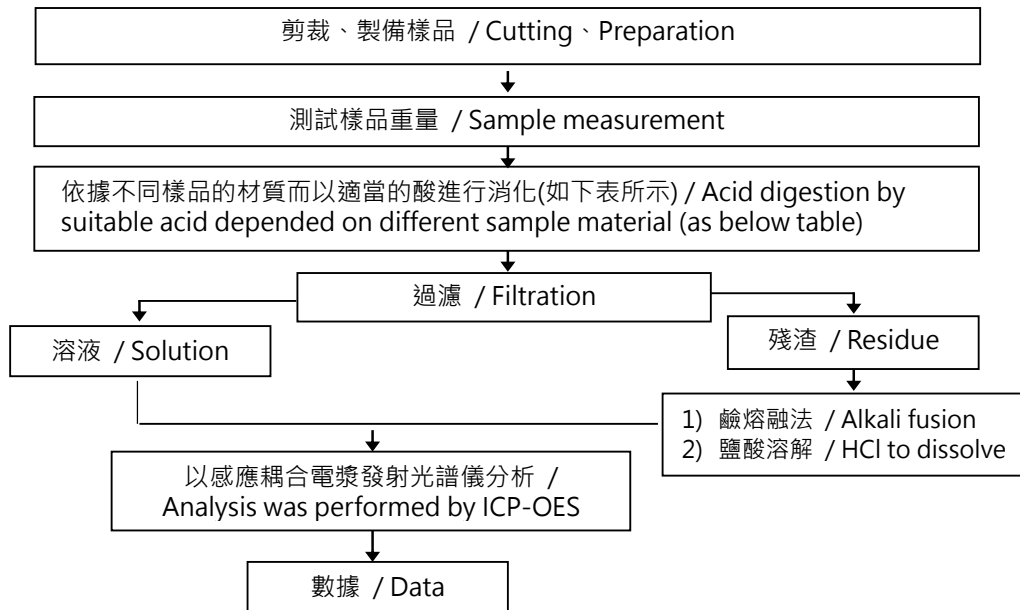 剪裁、製備樣品 / Cutting、Preparation
測試樣品重量 / Sample measurement
依據不同樣品的材質而以適當的酸進行消化(如下表所示) / Acid digestion by
suitable acid depended on different sample material (as below table)
過濾 / Filtration
溶液 / Solution
殘渣 / Residue
1) 鹼熔融法 / Alkali fusion
2) 鹽酸溶解 / HCl to dissolve
以感應耦合電漿發射光譜儀分析 /
Analysis was performed by ICP-OES
數據 / Data